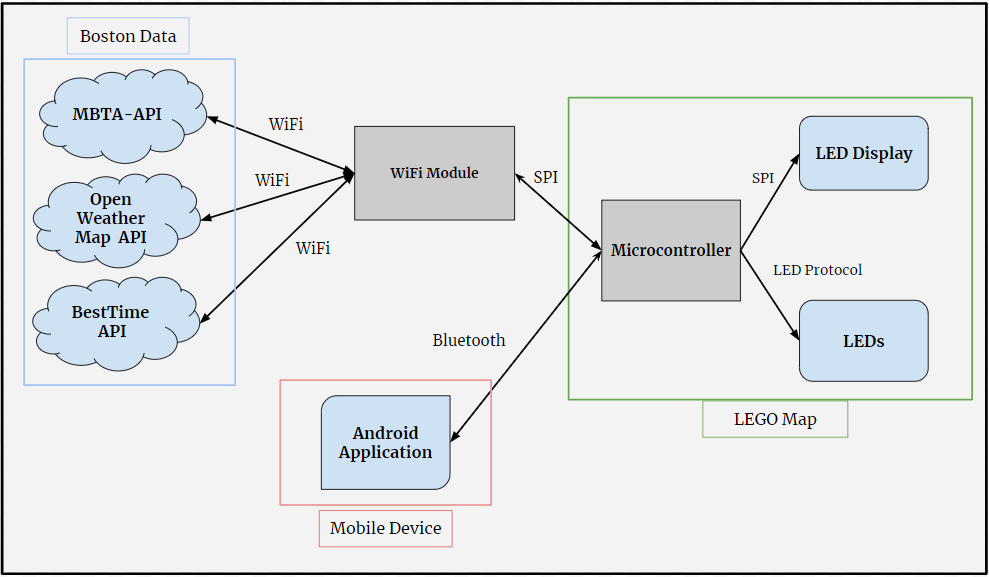 Boston Data
MBTA-API
Open
Weather
Map API
BestTime
API
WiFi
WiFi
WiFi
WiFi Module
SPI
Bluetooth
Android
Application
Mobile Device
Microcontroller
SPI
LED Protocol
LED Display
LEDs
LEGO Map